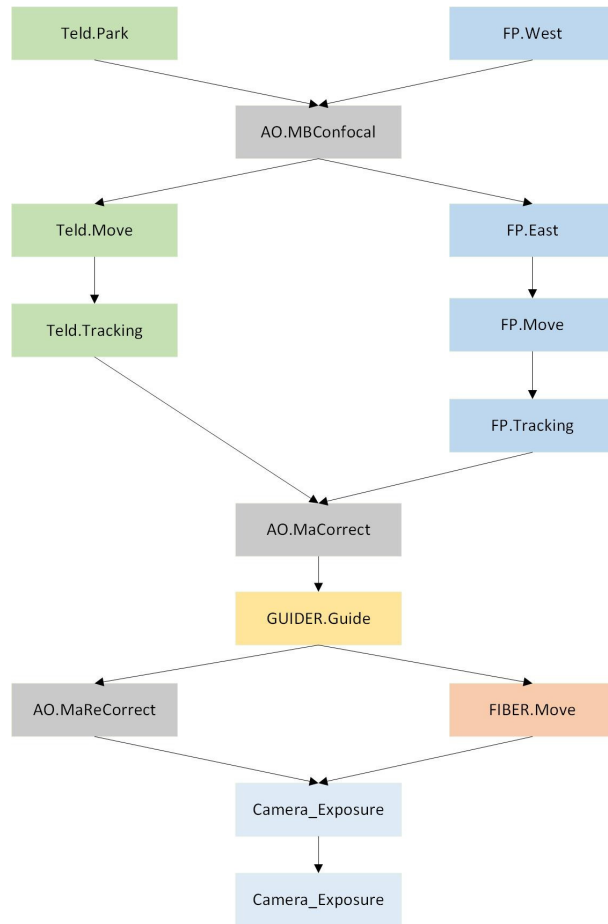 Teld.Park
FP.West
AO.MBConfocal
Teld.Move
FP.East
Teld.Tracking
FP.Move
FP.Tracking
AO.MaCorrect
GUIDER.Guide
AO.MaReCorrect
FIBER.Move
Camera_Exposure
Camera_Exposure